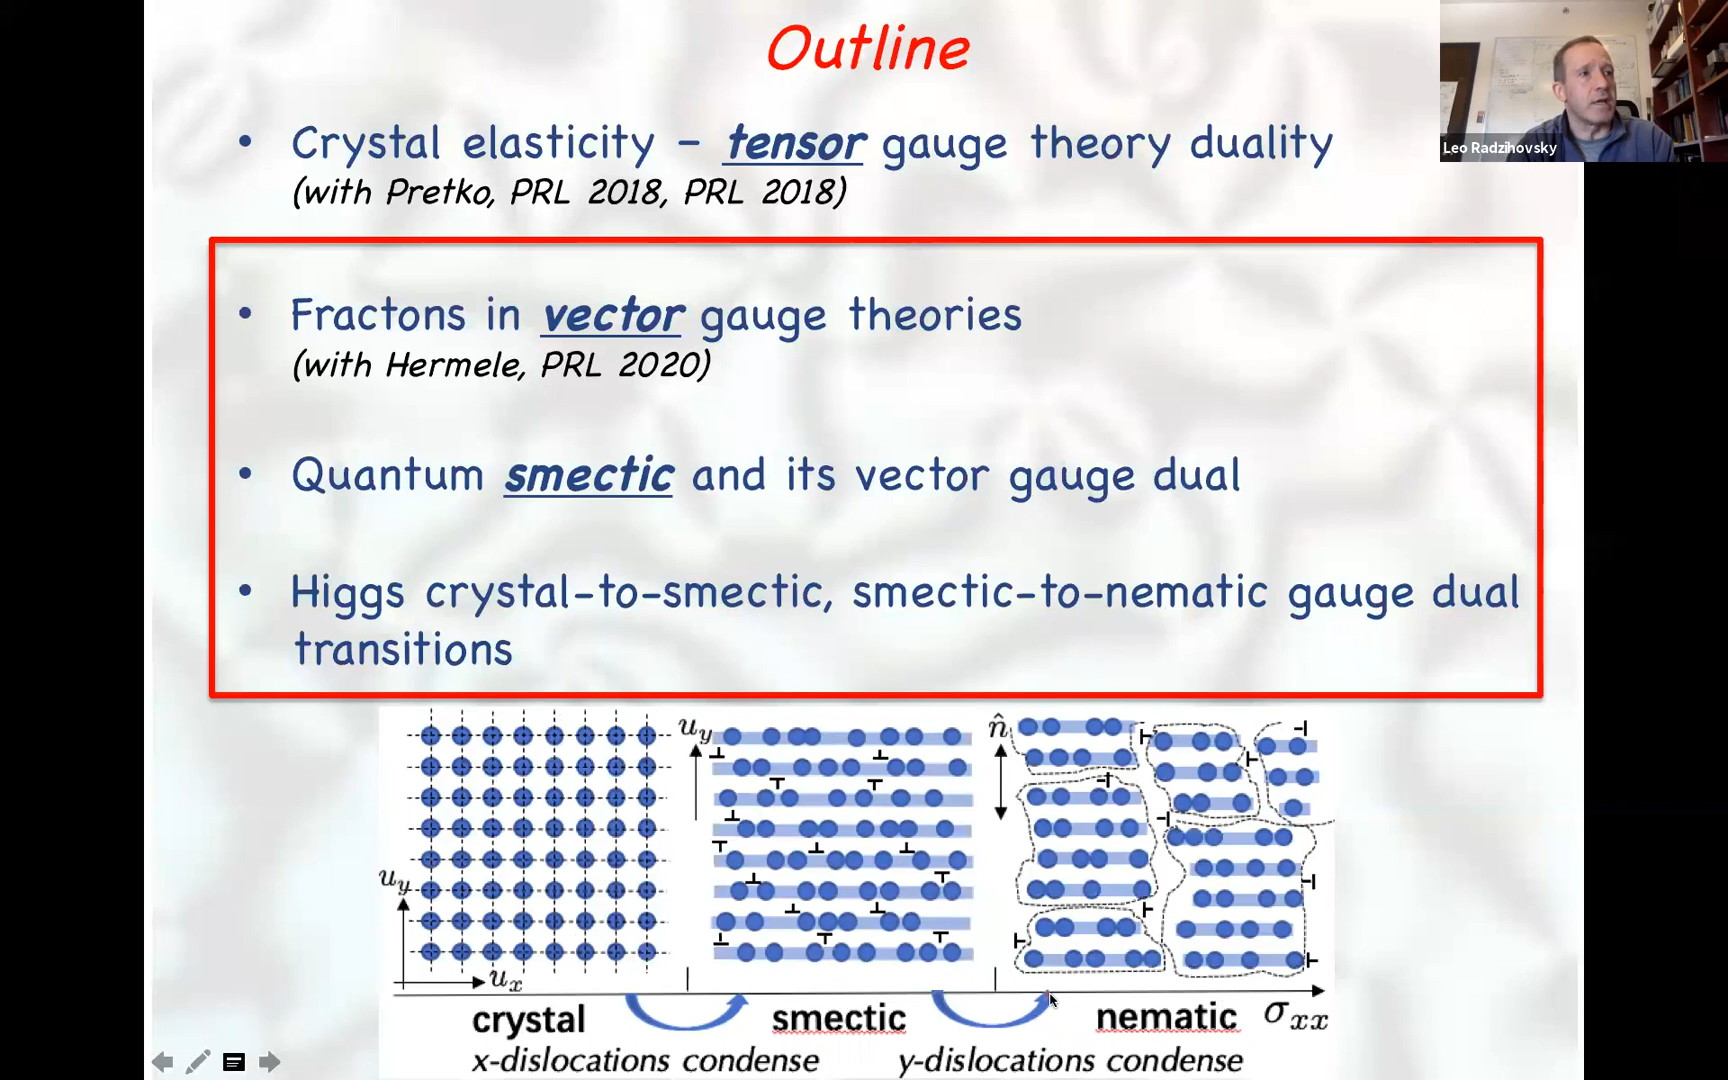 Outline
• Crystal elasticity – tensor gauge theory duality
(with Pretko, PRL 2018, PRL 2018)
Leo Radzihovsky
• Fractons in vector gauge theories
(with Hermele, PRL 2020)
• Quantum smectic and its vector gauge dual
• Higgs crystal-to-smectic, smectic-to-nematic gauge dual
transitions
u_y
u_x
u_y
n̂
crystal
smectic
nematic
σ_xx
x-dislocations condense
y-dislocations condense